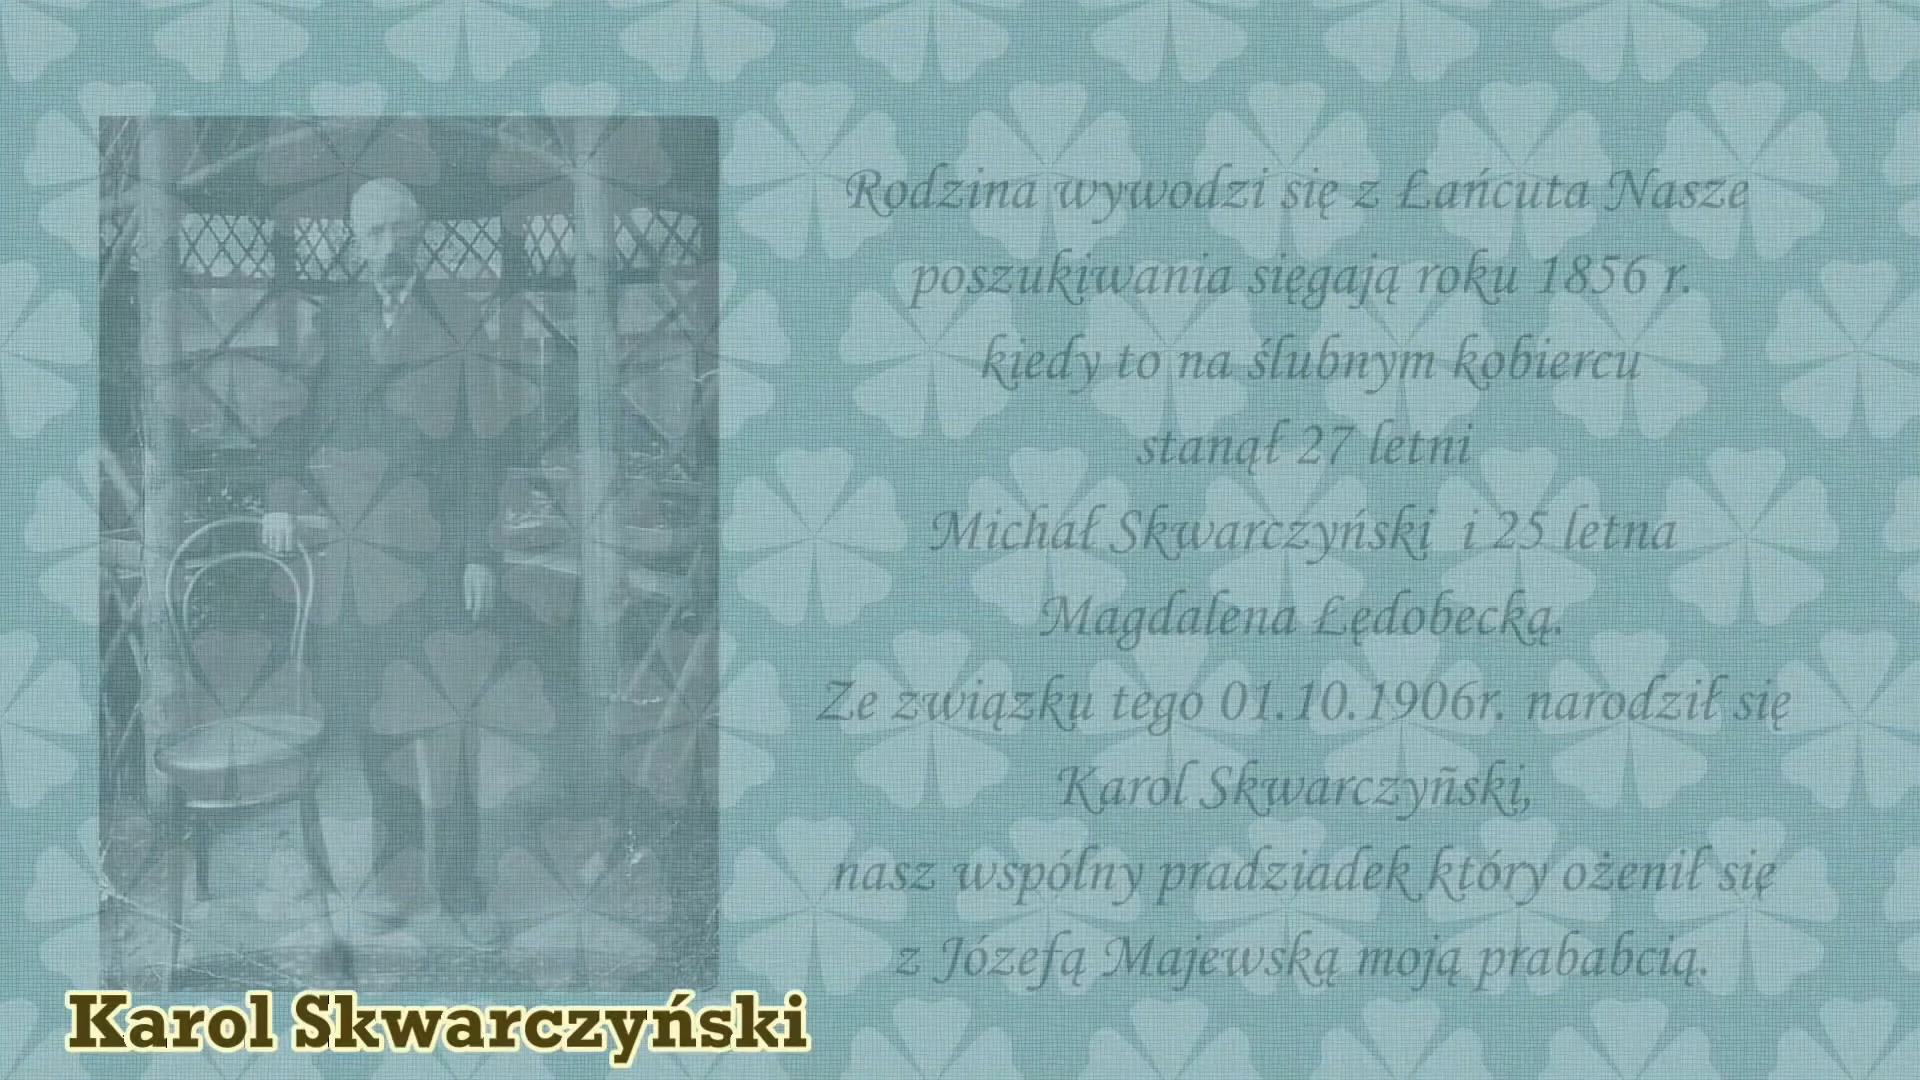 Rodzina wywodzi się z Łańcuta Nasze
poszukiwania sięgają roku 1856 r.
kiedy to na ślubnym kobiercu
stanął 27 letni
Michał Skwarczyński i 25 letna
Magdalena Łędobecką.
Ze związku tego 01.10.1906r. narodził się
Karol Skwarczyñski,
nasz wspólny pradziadek który ożenił się
z Józefą Majewską moją prababcią.
Karol Skwarczyński